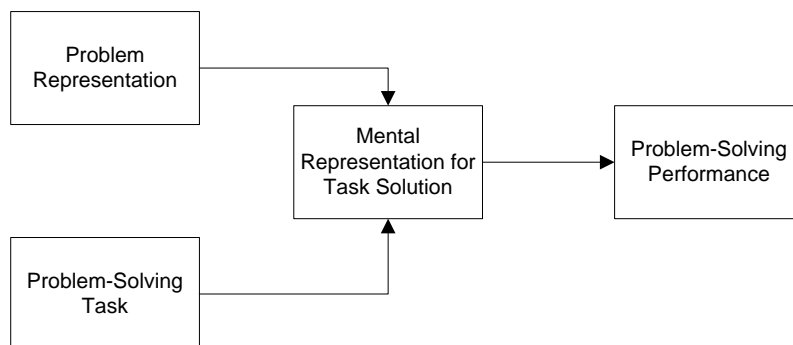 Problem
Representation
Mental
Representation for
Task Solution
Problem-Solving
Performance
Problem-Solving
Task